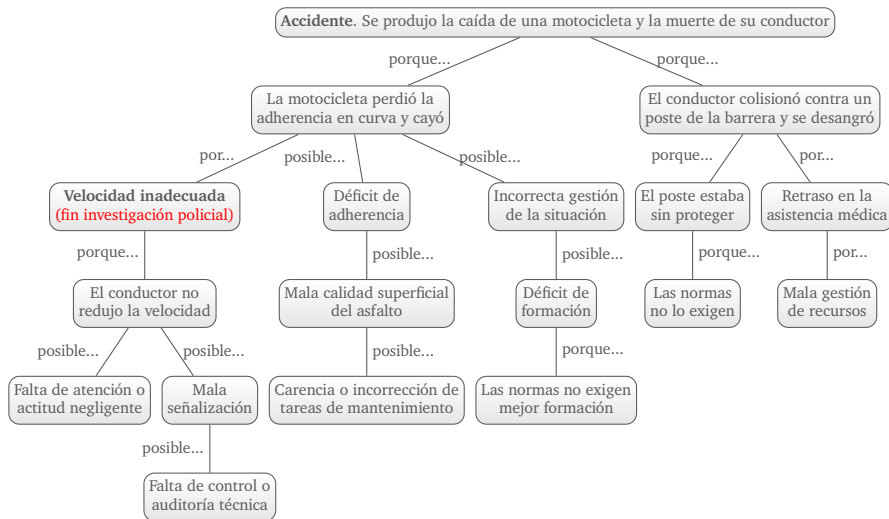 Accidente. Se produjo la caída de una motocicleta y la muerte de su conductor
porque...
porque...
La motocicleta perdió la
adherencia en curva y cayó
El conductor colisionó contra un
poste de la barrera y se desangró
por...
posible...
posible...
porque...
por...
Velocidad inadecuada
(fin investigación policial)
Déficit de
adherencia
Incorrecta gestión
de la situación
El poste estaba
sin proteger
Retraso en la
asistencia médica
porque...
posible...
posible...
porque...
por...
El conductor no
redujo la velocidad
Mala calidad superficial
del asfalto
Déficit de
formación
Las normas
no lo exigen
Mala gestión
de recursos
posible...
posible...
posible...
porque...
Falta de atención o
actitud negligente
Mala
señalización
Carencia o incorrección de
tareas de mantenimiento
Las normas no exigen
mejor formación
posible...
Falta de control o
auditoría técnica